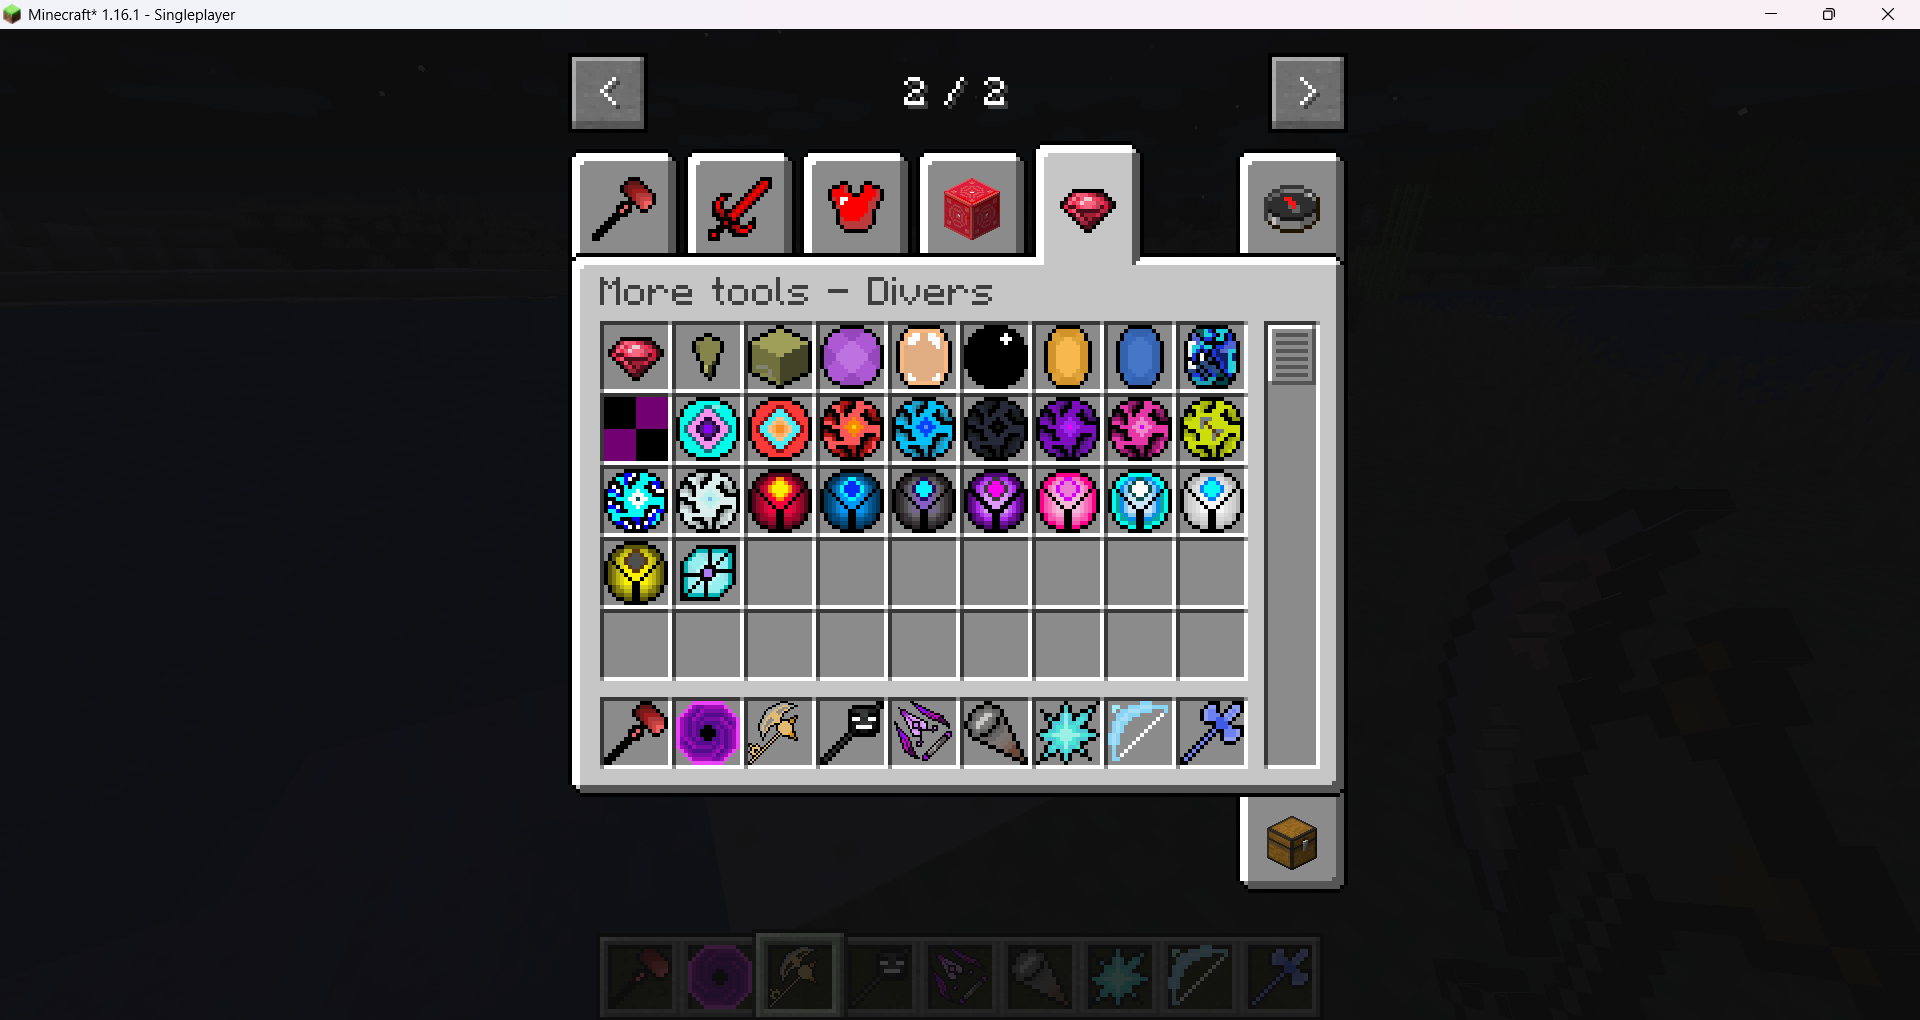 Minecraft* 1.16.1 - Singleplayer
< 2 / 2 >
More tools - Divers